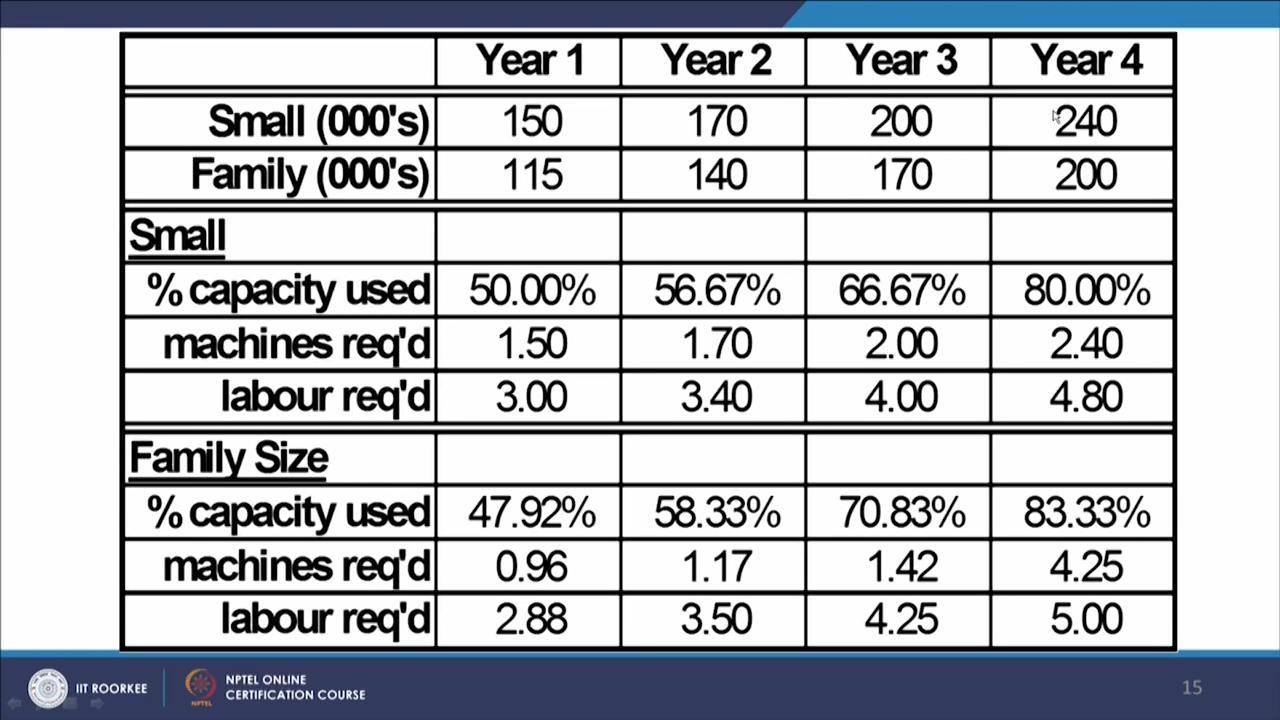 Year 1 Year 2 Year 3 Year 4
Small (000's) 150 170 200 240
Family (000's) 115 140 170 200
Small
% capacity used 50.00% 56.67% 66.67% 80.00%
machines req'd 1.50 1.70 2.00 2.40
labour req'd 3.00 3.40 4.00 4.80
Family Size
% capacity used 47.92% 58.33% 70.83% 83.33%
machines req'd 0.96 1.17 1.42 4.25
labour req'd 2.88 3.50 4.25 5.00
IIT ROORKEE
NPTEL
NPTEL ONLINE
CERTIFICATION COURSE
15